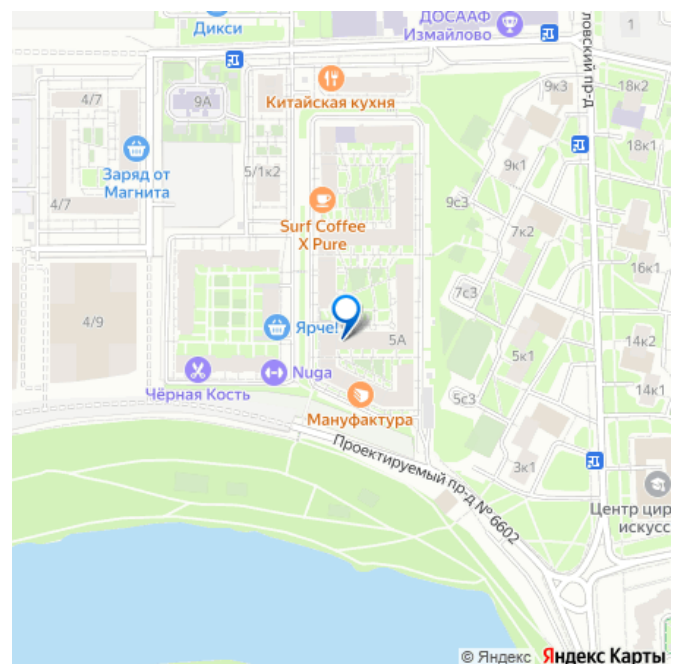 Дикси
ДОСААФ
Измайлово
ловский пр-д
1
4/7
9А
Китайская кухня
9к3
18к2
18к1
Заряд от
Магнита
5/1к2
9к1
4/7
Surf Coffee
X Pure
9с3
7к2
16к1
7с3
4/9
Ярче!
5А
14к2
5к1
Чёрная Кость
Nuga
5с3
14к1
Мануфактура
Проектируемый пр-д № 6602
3к1
Центр цир
искусс
© Яндекс Яндекс Карты